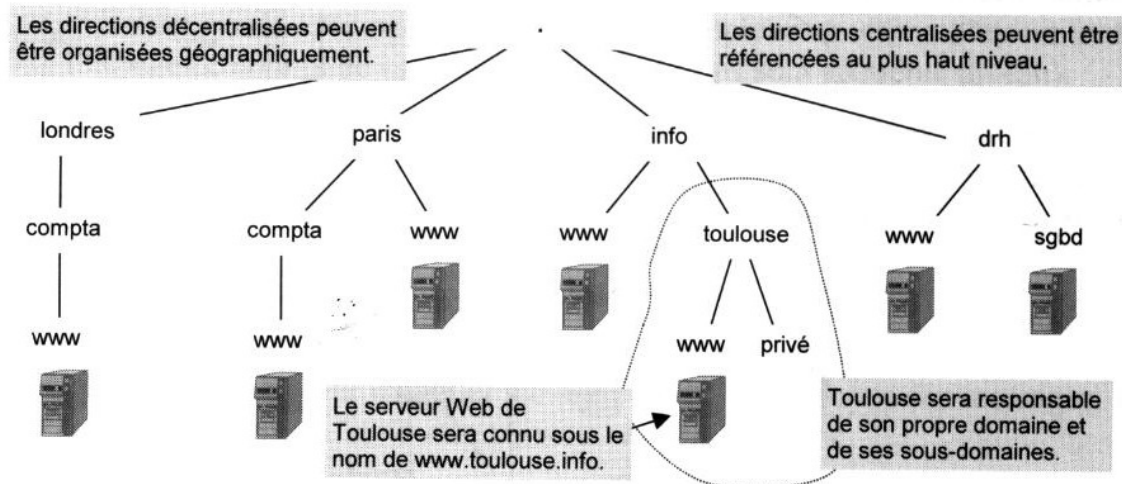 Les directions décentralisées peuvent
être organisées géographiquement.
.
Les directions centralisées peuvent être
référencées au plus haut niveau.
londres
paris
info
drh
compta
compta
www
www
toulouse
www
sgbd
www
www
www
privé
Le serveur Web de
Toulouse sera connu sous le
nom de www.toulouse.info.
Toulouse sera responsable
de son propre domaine et
de ses sous-domaines.